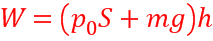 W = (p₀S + mg)h